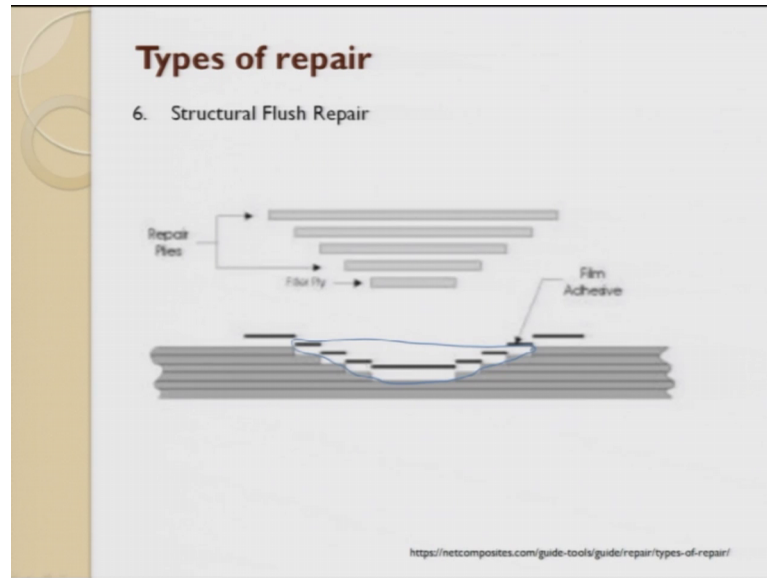 Types of repair
6. Structural Flush Repair
Repair
Plies
Filler Ply
Film
Adhesive
https://netcomposites.com/guide-tools/guide/repair/types-of-repair/